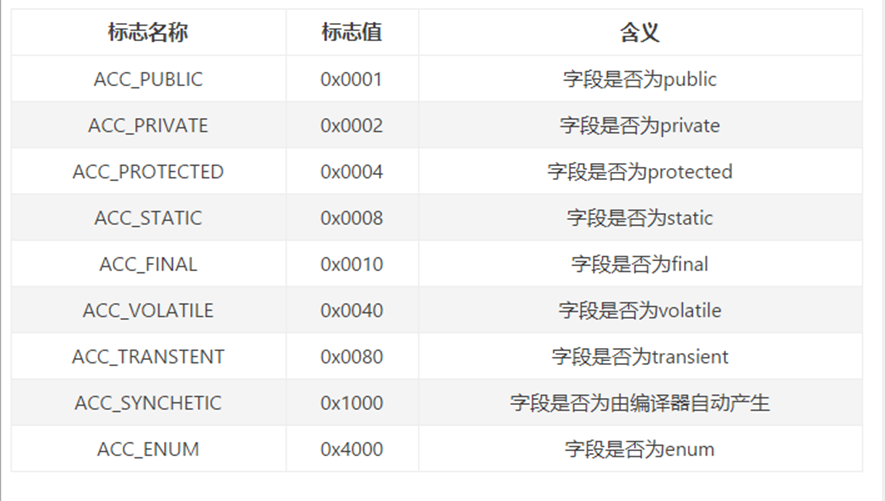 标志名称 标志值 含义
ACC_PUBLIC 0x0001 字段是否为public
ACC_PRIVATE 0x0002 字段是否为private
ACC_PROTECTED 0x0004 字段是否为protected
ACC_STATIC 0x0008 字段是否为static
ACC_FINAL 0x0010 字段是否为final
ACC_VOLATILE 0x0040 字段是否为volatile
ACC_TRANSTENT 0x0080 字段是否为transient
ACC_SYNCHETIC 0x1000 字段是否为由编译器自动产生
ACC_ENUM 0x4000 字段是否为enum